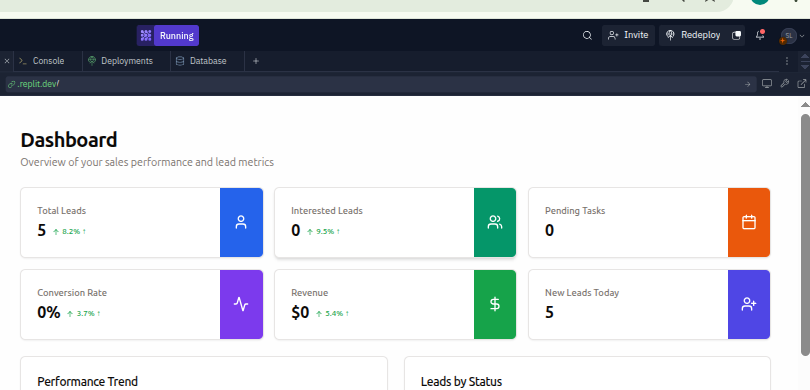 Running
Invite
Redeploy
SL
Console
Deployments
Database
.replit.dev/
Dashboard
Overview of your sales performance and lead metrics
Total Leads
5 ↑ 8.2% ↑
Interested Leads
0 ↑ 9.5% ↑
Pending Tasks
0
Conversion Rate
0% ↑ 3.7% ↑
Revenue
$0 ↑ 5.4% ↑
New Leads Today
5
Performance Trend
Leads by Status